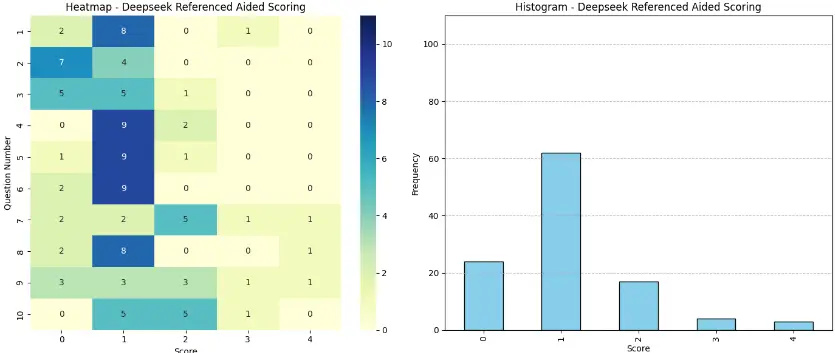 Heatmap - Deepseek Referenced Aided Scoring
Question Number
1 2 8 0 1 0
2 7 4 0 0 0
3 5 5 1 0 0
4 0 9 2 0 0
5 1 9 1 0 0
6 2 9 0 0 0
7 2 2 5 1 1
8 2 8 0 0 1
9 3 3 3 1 1
10 0 5 5 1 0
0 1 2 3 4
Score
10
8
6
4
2
0
Histogram - Deepseek Referenced Aided Scoring
Frequency
100
80
60
40
20
0
0 1 2 3 4
Score